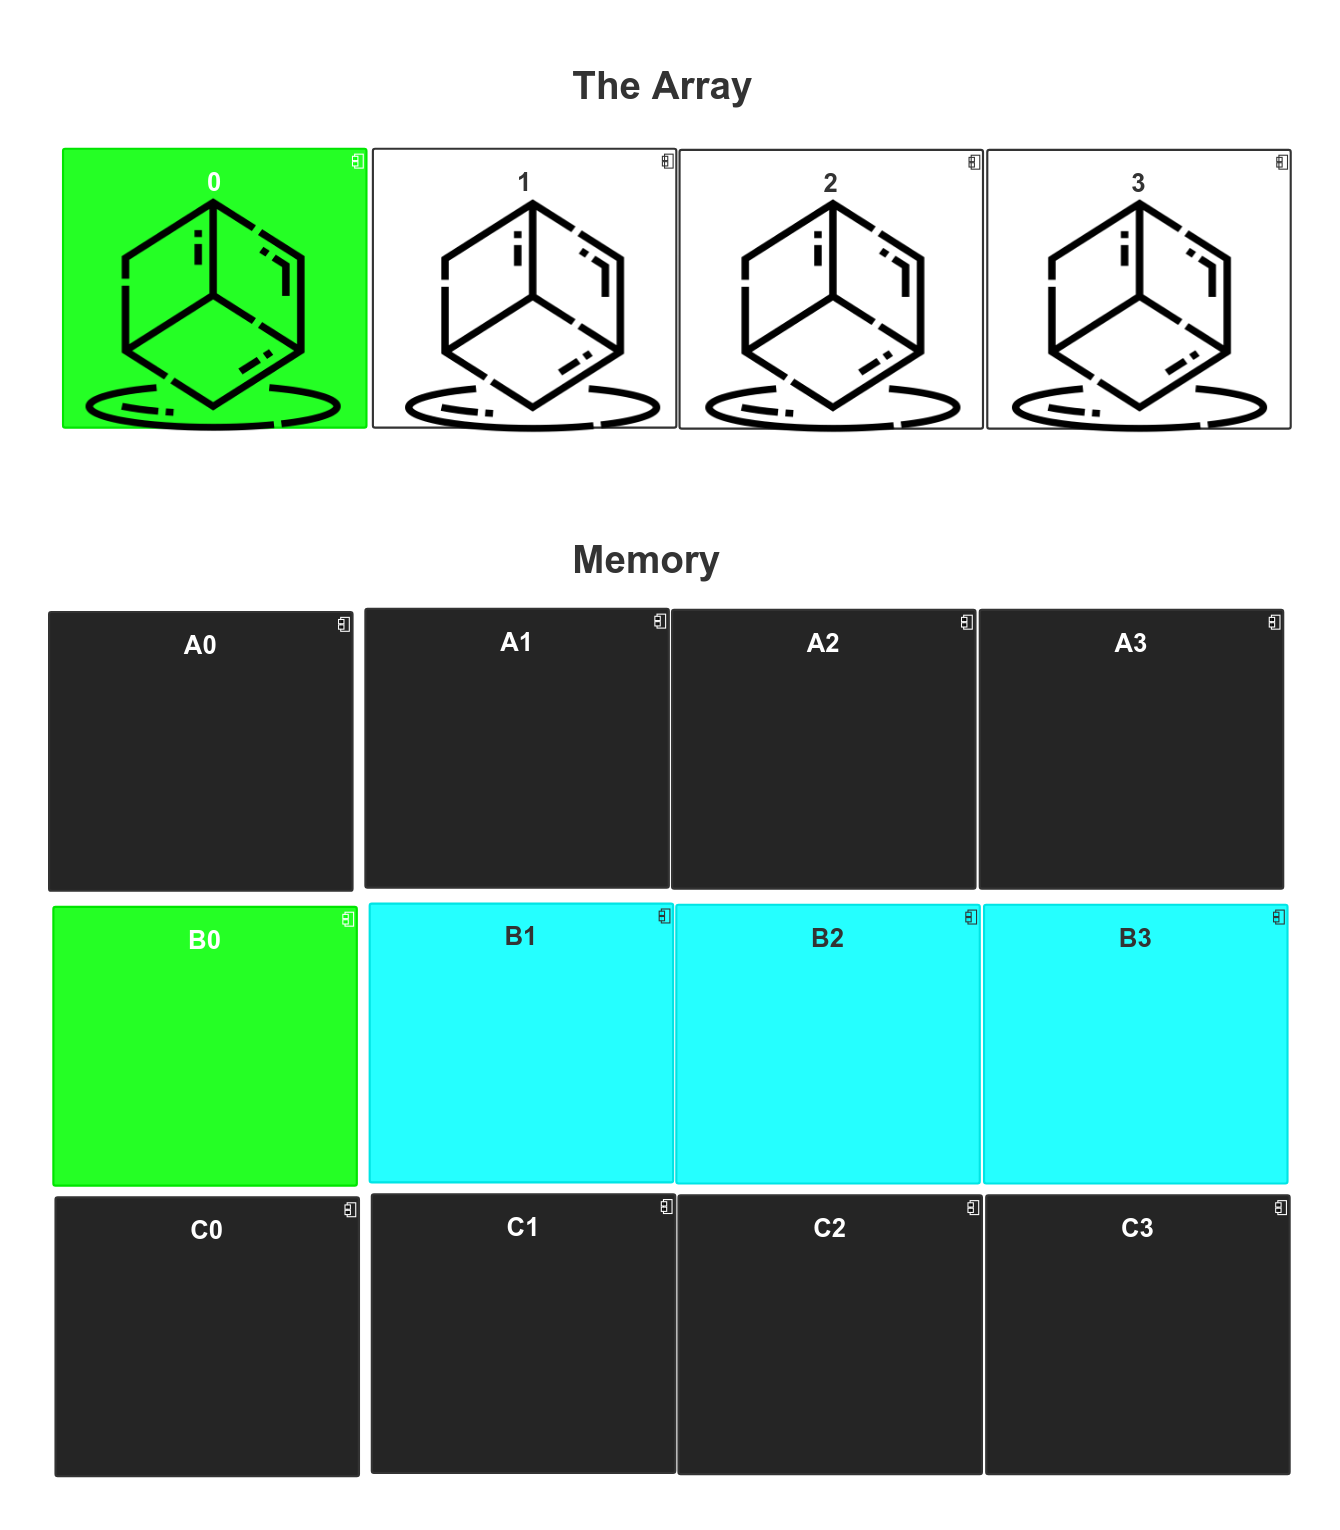 The Array
0 1 2 3
Memory
A0 A1 A2 A3
B0 B1 B2 B3
C0 C1 C2 C3